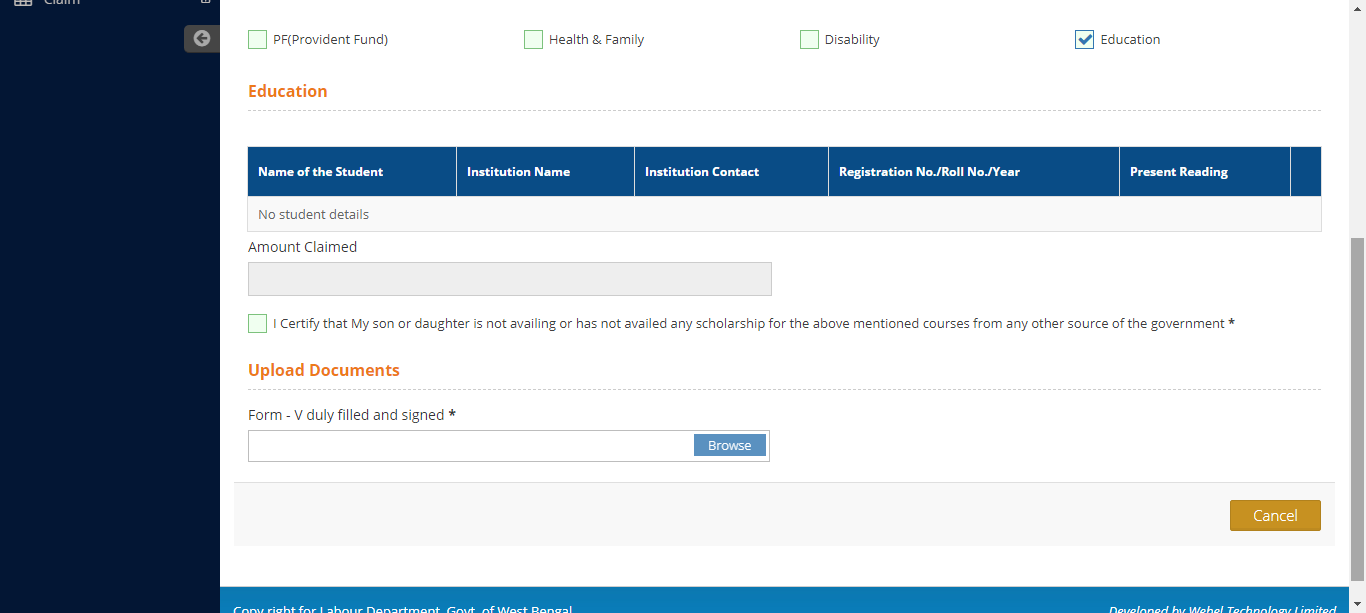 Claim
PF(Provident Fund) Health & Family Disability Education
Education
Name of the Student Institution Name Institution Contact Registration No./Roll No./Year Present Reading
No student details
Amount Claimed
I Certify that My son or daughter is not availing or has not availed any scholarship for the above mentioned courses from any other source of the government *
Upload Documents
Form - V duly filled and signed *
Browse
Cancel
Copy right for Labour Department, Govt. of West Bengal Developed by Webel Technology Limited